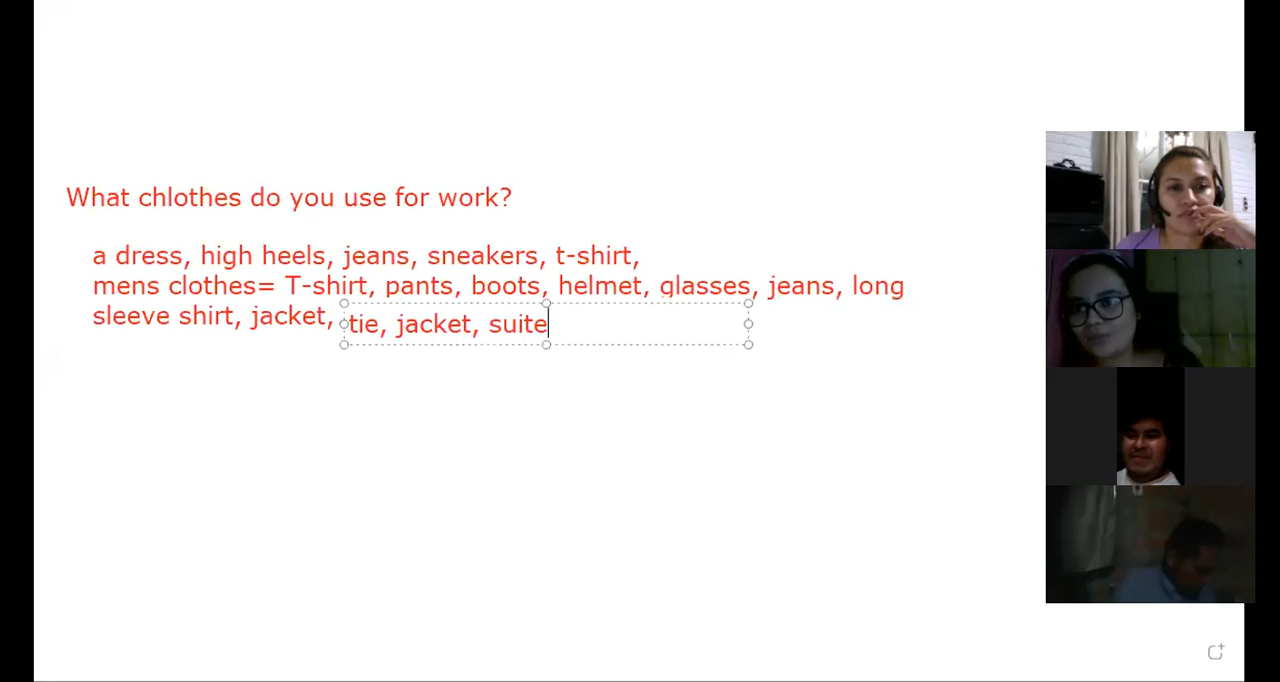 What chlothes do you use for work?
a dress, high heels, jeans, sneakers, t-shirt,
mens clothes= T-shirt, pants, boots, helmet, glasses, jeans, long
sleeve shirt, jacket,
tie, jacket, suite